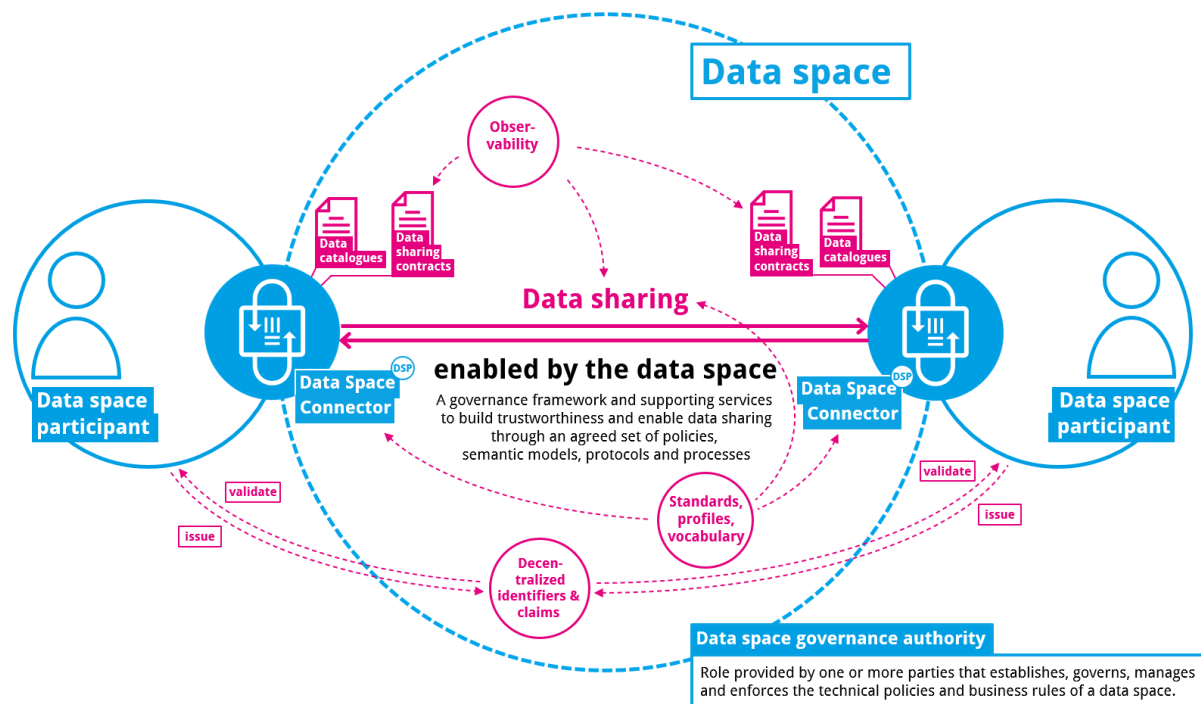 Data space
Obser-
vability
Data
catalogues
Data
sharing
contracts
Data
sharing
contracts
Data
catalogues
Data sharing
enabled by the data space
A governance framework and supporting services
to build trustworthiness and enable data sharing
through an agreed set of policies,
semantic models, protocols and processes
DSP
Data Space
Connector
DSP
Data Space
Connector
Data space
participant
Data space
participant
validate
issue
validate
issue
Standards,
profiles,
vocabulary
Decen-
tralized
identifiers &
claims
Data space governance authority
Role provided by one or more parties that establishes, governs, manages
and enforces the technical policies and business rules of a data space.